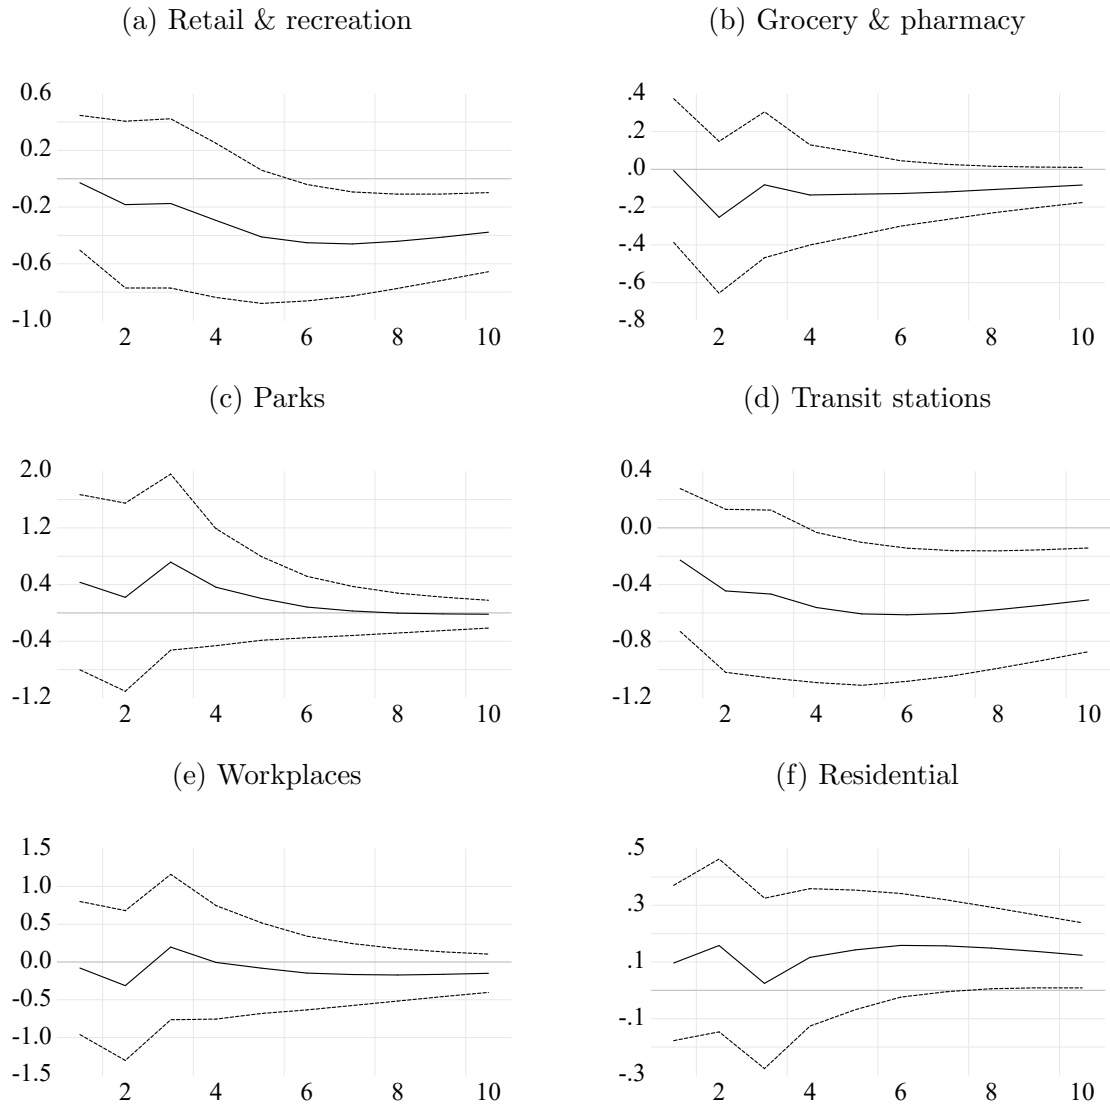 (a) Retail & recreation
0.6
0.2
-0.2
-0.6
-1.0
2 4 6 8 10
(b) Grocery & pharmacy
.4
.2
.0
-.2
-.4
-.6
-.8
2 4 6 8 10
(c) Parks
2.0
1.2
0.4
-0.4
-1.2
2 4 6 8 10
(d) Transit stations
0.4
0.0
-0.4
-0.8
-1.2
2 4 6 8 10
(e) Workplaces
1.5
1.0
0.5
0.0
-0.5
-1.0
-1.5
2 4 6 8 10
(f) Residential
.5
.3
.1
-.1
-.3
2 4 6 8 10